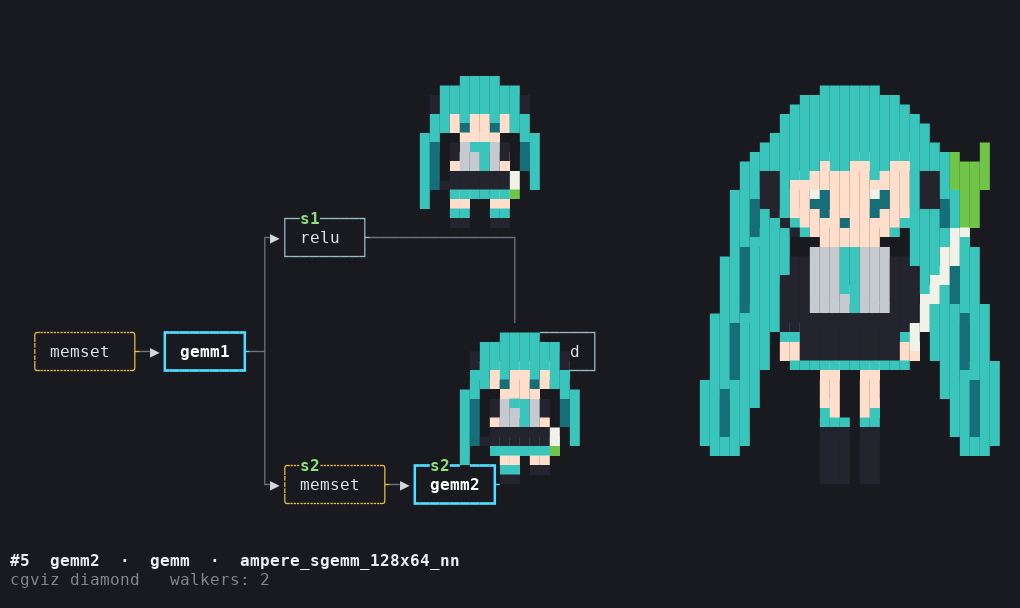 s1
relu
memset
gemm1
d
s2
memset
s2
gemm2
#5  gemm2  ·  gemm  ·  ampere_sgemm_128x64_nn
cgviz diamond   walkers: 2